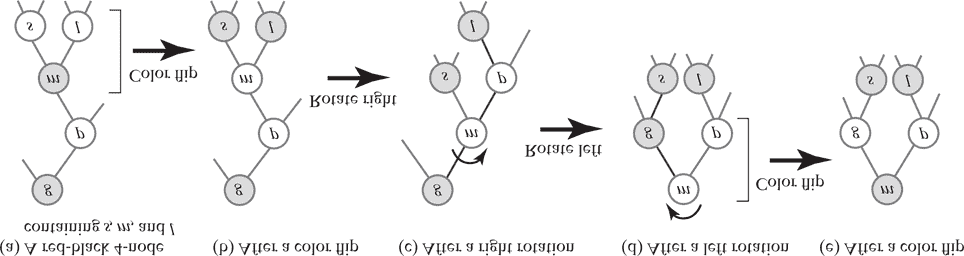 (a) A red-black 4-node
containing s, m, and l
g
p
m
s l
Color flip
(b) After a color flip
g
p
m
s l
Rotate right
(c) After a right rotation
g
m
s p
l
Rotate left
(d) After a left rotation
m
g p
s l
Color flip
(e) After a color flip
m
g p
s l